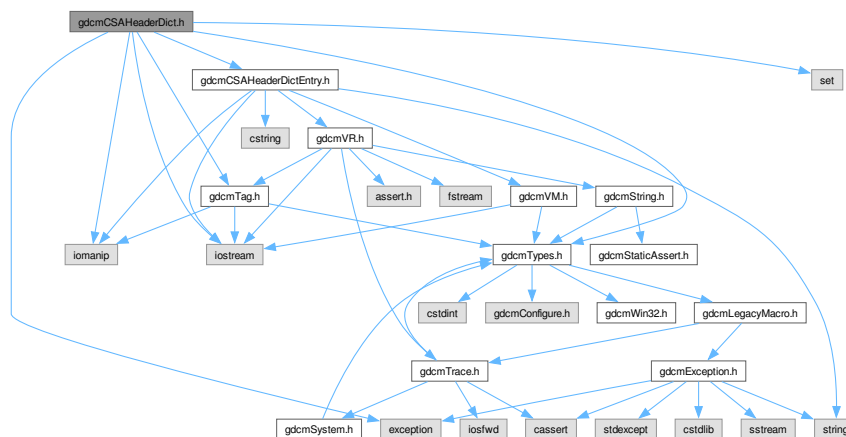 gdcmCSAHeaderDict.h
gdcmCSAHeaderDictEntry.h
set
cstring
gdcmVR.h
gdcmTag.h
assert.h
fstream
gdcmVM.h
gdcmString.h
iomanip
iostream
gdcmTypes.h
gdcmStaticAssert.h
cstdint
gdcmConfigure.h
gdcmWin32.h
gdcmLegacyMacro.h
gdcmTrace.h
gdcmException.h
gdcmSystem.h
exception
iosfwd
cassert
stdexcept
cstdlib
sstream
string